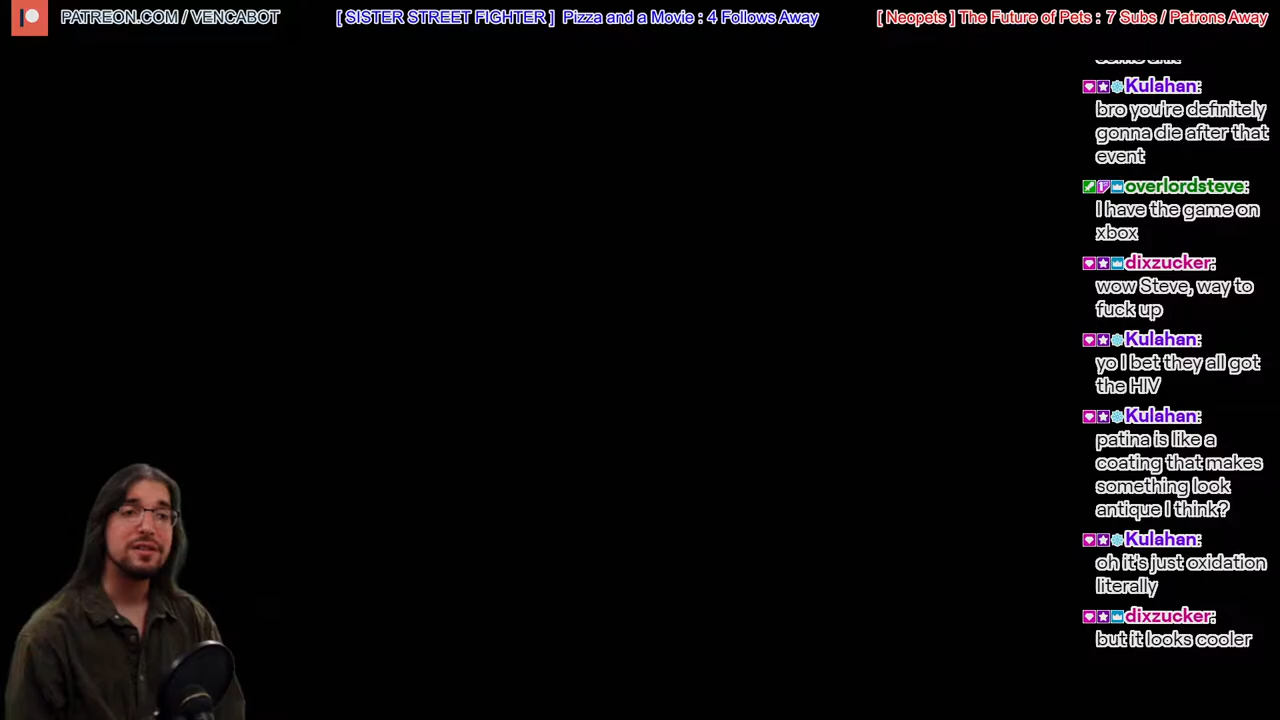 PATREON.COM / VENCABOT
[ SISTER STREET FIGHTER ] Pizza and a Movie : 4 Follows Away
[ Neopets ] The Future of Pets : 7 Subs / Patrons Away
Kulahan:
bro you're definitely
gonna die after that
event
overlordsteve:
I have the game on
xbox
dixzucker:
wow Steve, way to
fuck up
Kulahan:
yo I bet they all got
the HIV
Kulahan:
patina is like a
coating that makes
something look
antique I think?
Kulahan:
oh it's just oxidation
literally
dixzucker:
but it looks cooler